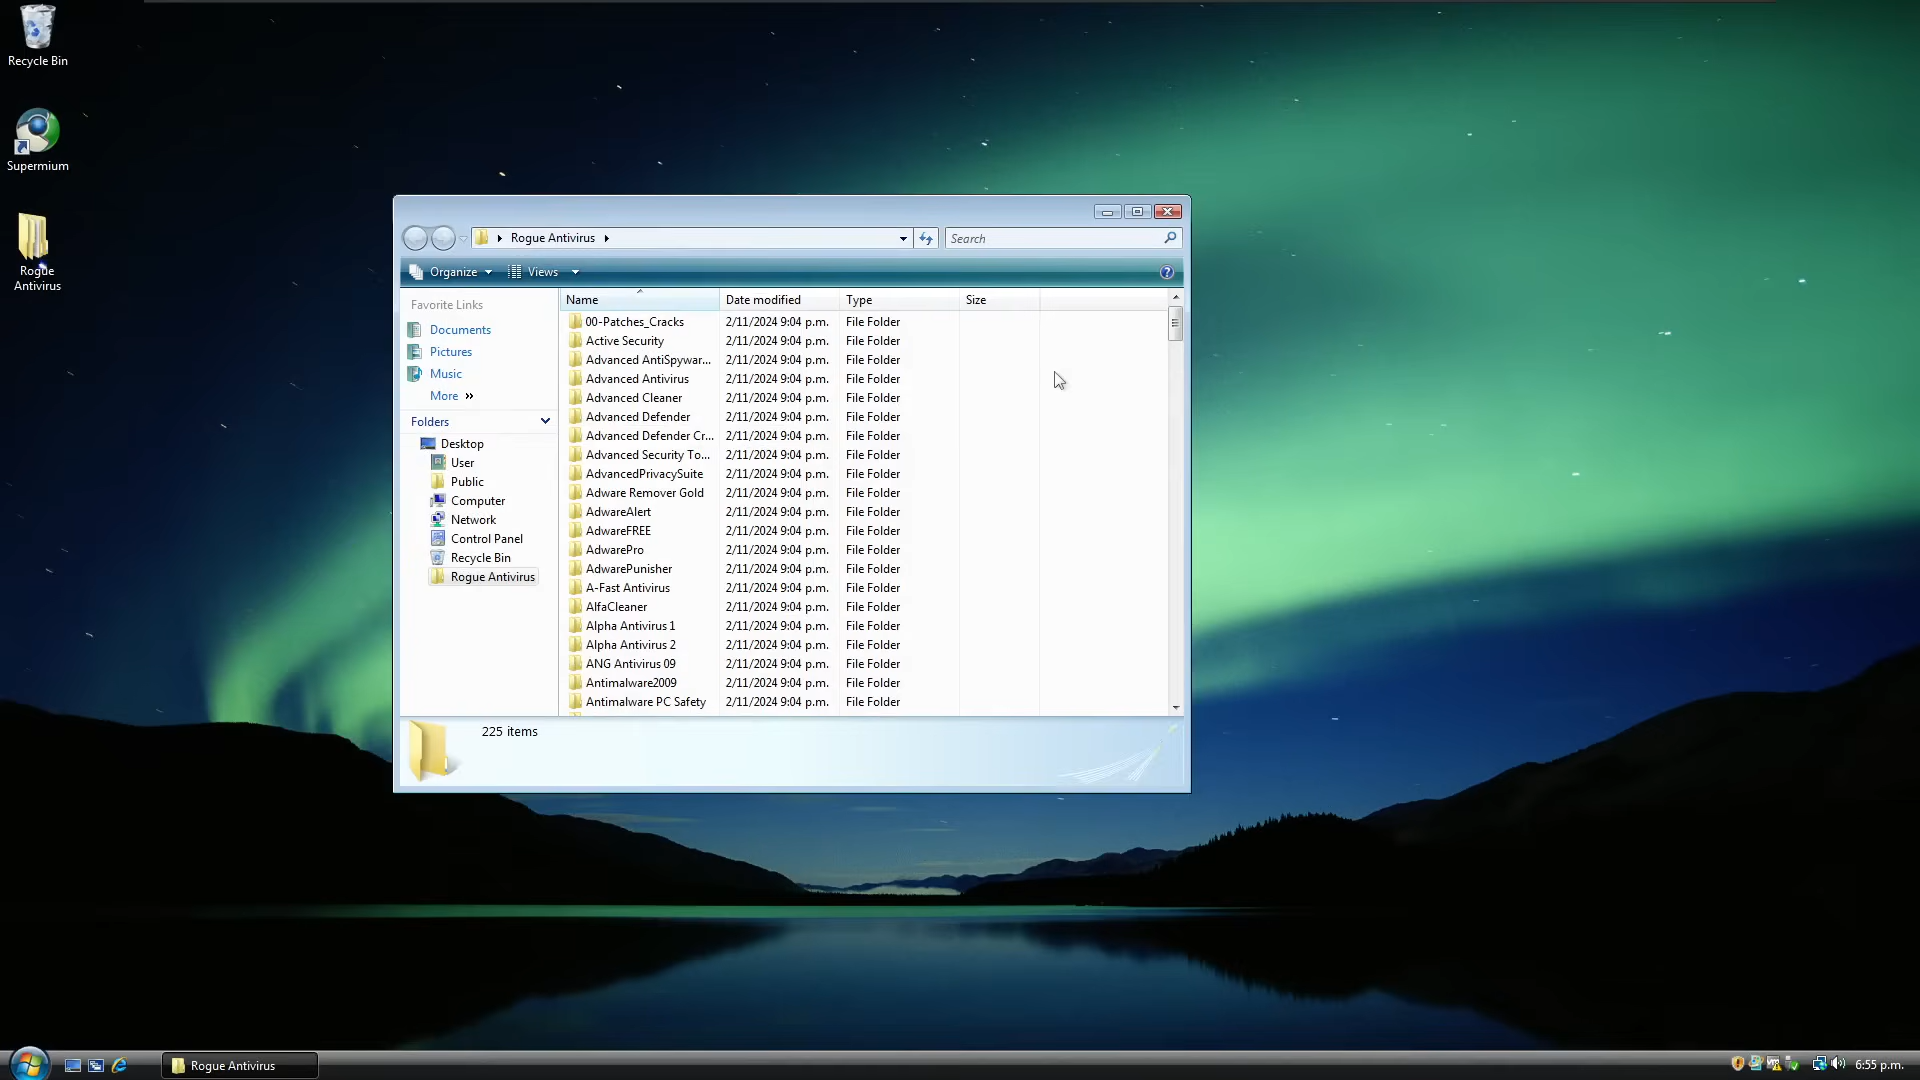 Recycle Bin
Supermium
Rogue
Antivirus
Rogue Antivirus
Search
Organize
Views
Favorite Links
Documents
Pictures
Music
More »
Folders
Desktop
User
Public
Computer
Network
Control Panel
Recycle Bin
Rogue Antivirus
Name Date modified Type Size
00-Patches_Cracks 2/11/2024 9:04 p.m. File Folder
Active Security 2/11/2024 9:04 p.m. File Folder
Advanced AntiSpywar... 2/11/2024 9:04 p.m. File Folder
Advanced Antivirus 2/11/2024 9:04 p.m. File Folder
Advanced Cleaner 2/11/2024 9:04 p.m. File Folder
Advanced Defender 2/11/2024 9:04 p.m. File Folder
Advanced Defender Cr... 2/11/2024 9:04 p.m. File Folder
Advanced Security To... 2/11/2024 9:04 p.m. File Folder
AdvancedPrivacySuite 2/11/2024 9:04 p.m. File Folder
Adware Remover Gold 2/11/2024 9:04 p.m. File Folder
AdwareAlert 2/11/2024 9:04 p.m. File Folder
AdwareFREE 2/11/2024 9:04 p.m. File Folder
AdwarePro 2/11/2024 9:04 p.m. File Folder
AdwarePunisher 2/11/2024 9:04 p.m. File Folder
A-Fast Antivirus 2/11/2024 9:04 p.m. File Folder
AlfaCleaner 2/11/2024 9:04 p.m. File Folder
Alpha Antivirus 1 2/11/2024 9:04 p.m. File Folder
Alpha Antivirus 2 2/11/2024 9:04 p.m. File Folder
ANG Antivirus 09 2/11/2024 9:04 p.m. File Folder
Antimalware2009 2/11/2024 9:04 p.m. File Folder
Antimalware PC Safety 2/11/2024 9:04 p.m. File Folder
225 items
Rogue Antivirus
6:55 p.m.